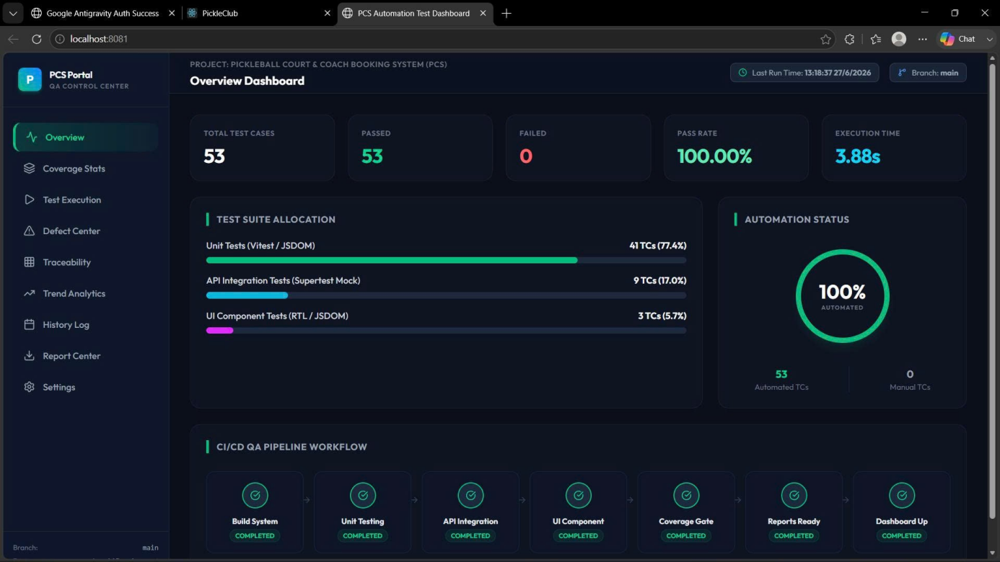 Google Antigravity Auth Success
PickleClub
PCS Automation Test Dashboard
localhost:8081
Chat
P
PCS Portal
QA CONTROL CENTER
PROJECT: PICKLEBALL COURT & COACH BOOKING SYSTEM (PCS)
Overview Dashboard
Last Run Time: 13:18:37 27/6/2026
Branch: main
Overview
Coverage Stats
Test Execution
Defect Center
Traceability
Trend Analytics
History Log
Report Center
Settings
Branch: main
TOTAL TEST CASES
53
PASSED
53
FAILED
0
PASS RATE
100.00%
EXECUTION TIME
3.88s
TEST SUITE ALLOCATION
Unit Tests (Vitest / JSDOM) 41 TCs (77.4%)
API Integration Tests (Supertest Mock) 9 TCs (17.0%)
UI Component Tests (RTL / JSDOM) 3 TCs (5.7%)
AUTOMATION STATUS
100%
AUTOMATED
53
Automated TCs
0
Manual TCs
CI/CD QA PIPELINE WORKFLOW
Build System
COMPLETED
Unit Testing
COMPLETED
API Integration
COMPLETED
UI Component
COMPLETED
Coverage Gate
COMPLETED
Reports Ready
COMPLETED
Dashboard Up
COMPLETED